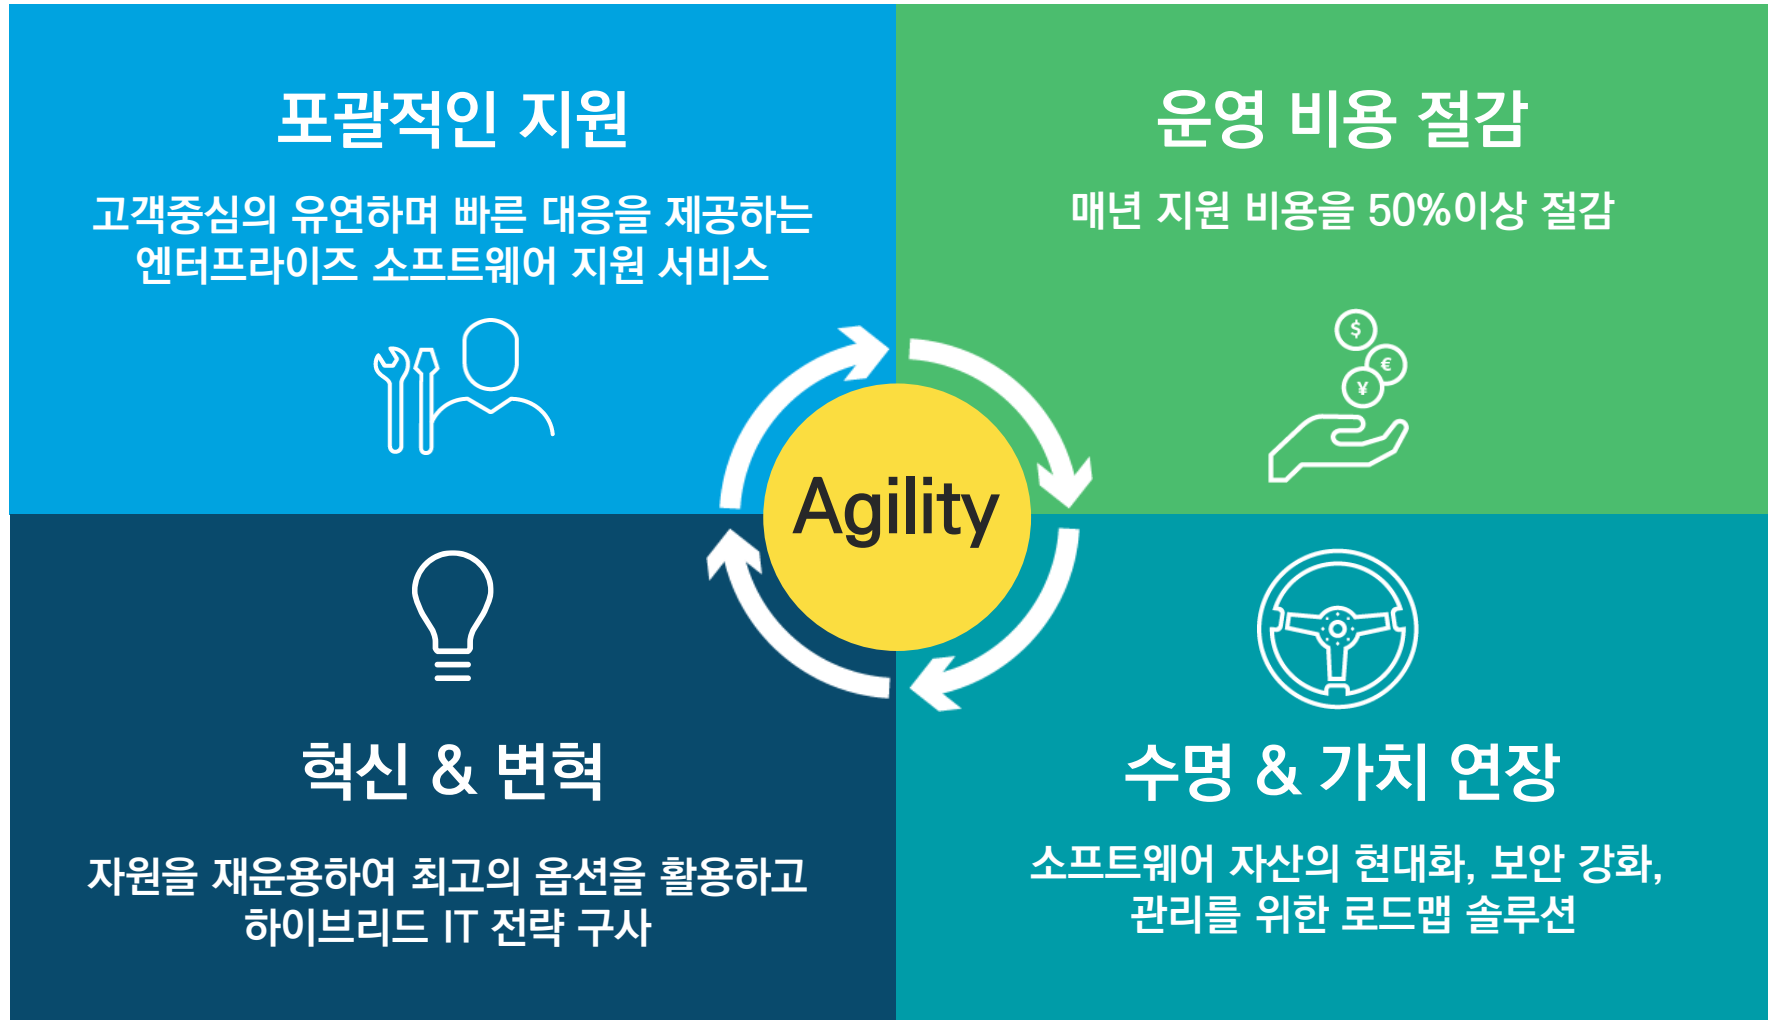 포괄적인 지원
고객중심의 유연하며 빠른 대응을 제공하는
엔터프라이즈 소프트웨어 지원 서비스
운영 비용 절감
매년 지원 비용을 50%이상 절감
$
€
¥
Agility
혁신 & 변혁
자원을 재운용하여 최고의 옵션을 활용하고
하이브리드 IT 전략 구사
수명 & 가치 연장
소프트웨어 자산의 현대화, 보안 강화,
관리를 위한 로드맵 솔루션